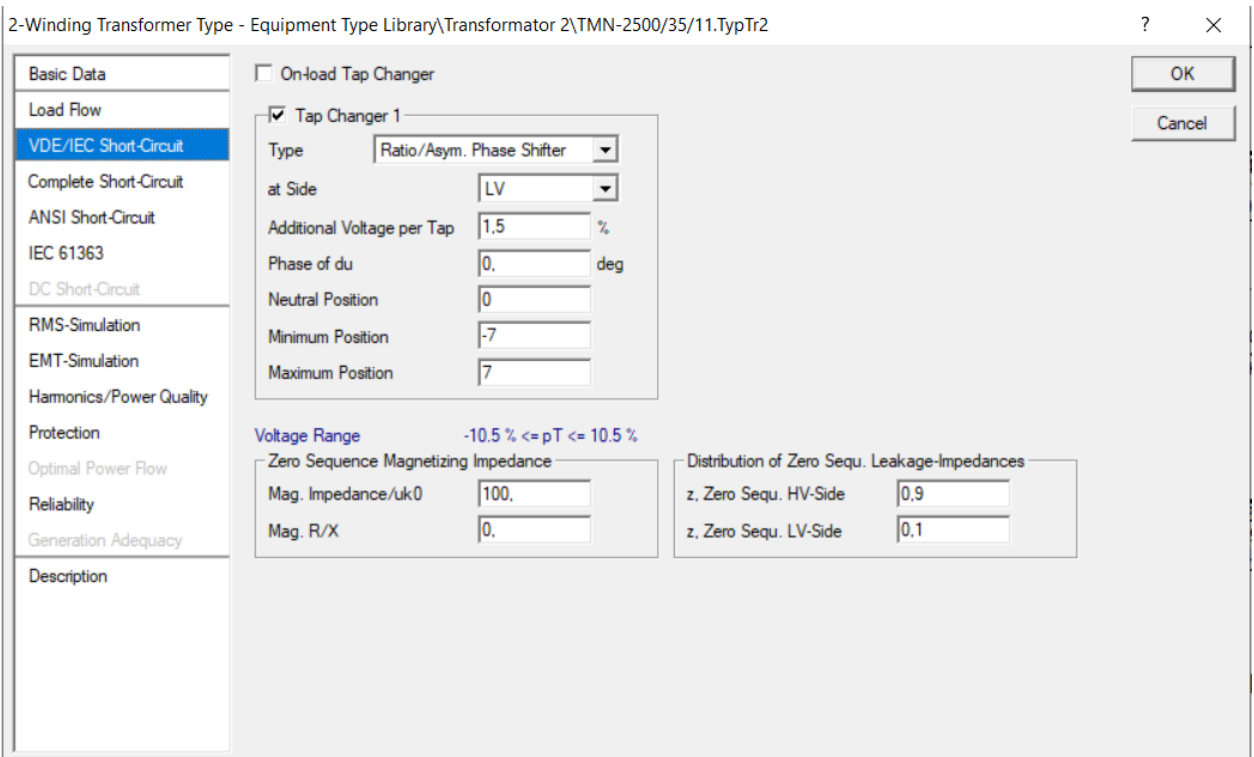 2-Winding Transformer Type - Equipment Type Library\Transformator 2\TMN-2500/35/11.TypTr2 ?
Basic Data
Load Flow
VDE/IEC Short-Circuit
Complete Short-Circuit
ANSI Short-Circuit
IEC 61363
DC Short-Circuit
RMS-Simulation
EMT-Simulation
Harmonics/Power Quality
Protection
Optimal Power Flow
Reliability
Generation Adequacy
Description
On-load Tap Changer
Tap Changer 1
Type Ratio/Asym. Phase Shifter
at Side LV
Additional Voltage per Tap 1,5 %
Phase of du 0, deg
Neutral Position 0
Minimum Position -7
Maximum Position 7
Voltage Range -10.5 % <= pT <= 10.5 %
Zero Sequence Magnetizing Impedance
Mag. Impedance/uk0 100,
Mag. R/X 0,
Distribution of Zero Sequ. Leakage-Impedances
z, Zero Sequ. HV-Side 0,9
z, Zero Sequ. LV-Side 0,1
OK
Cancel